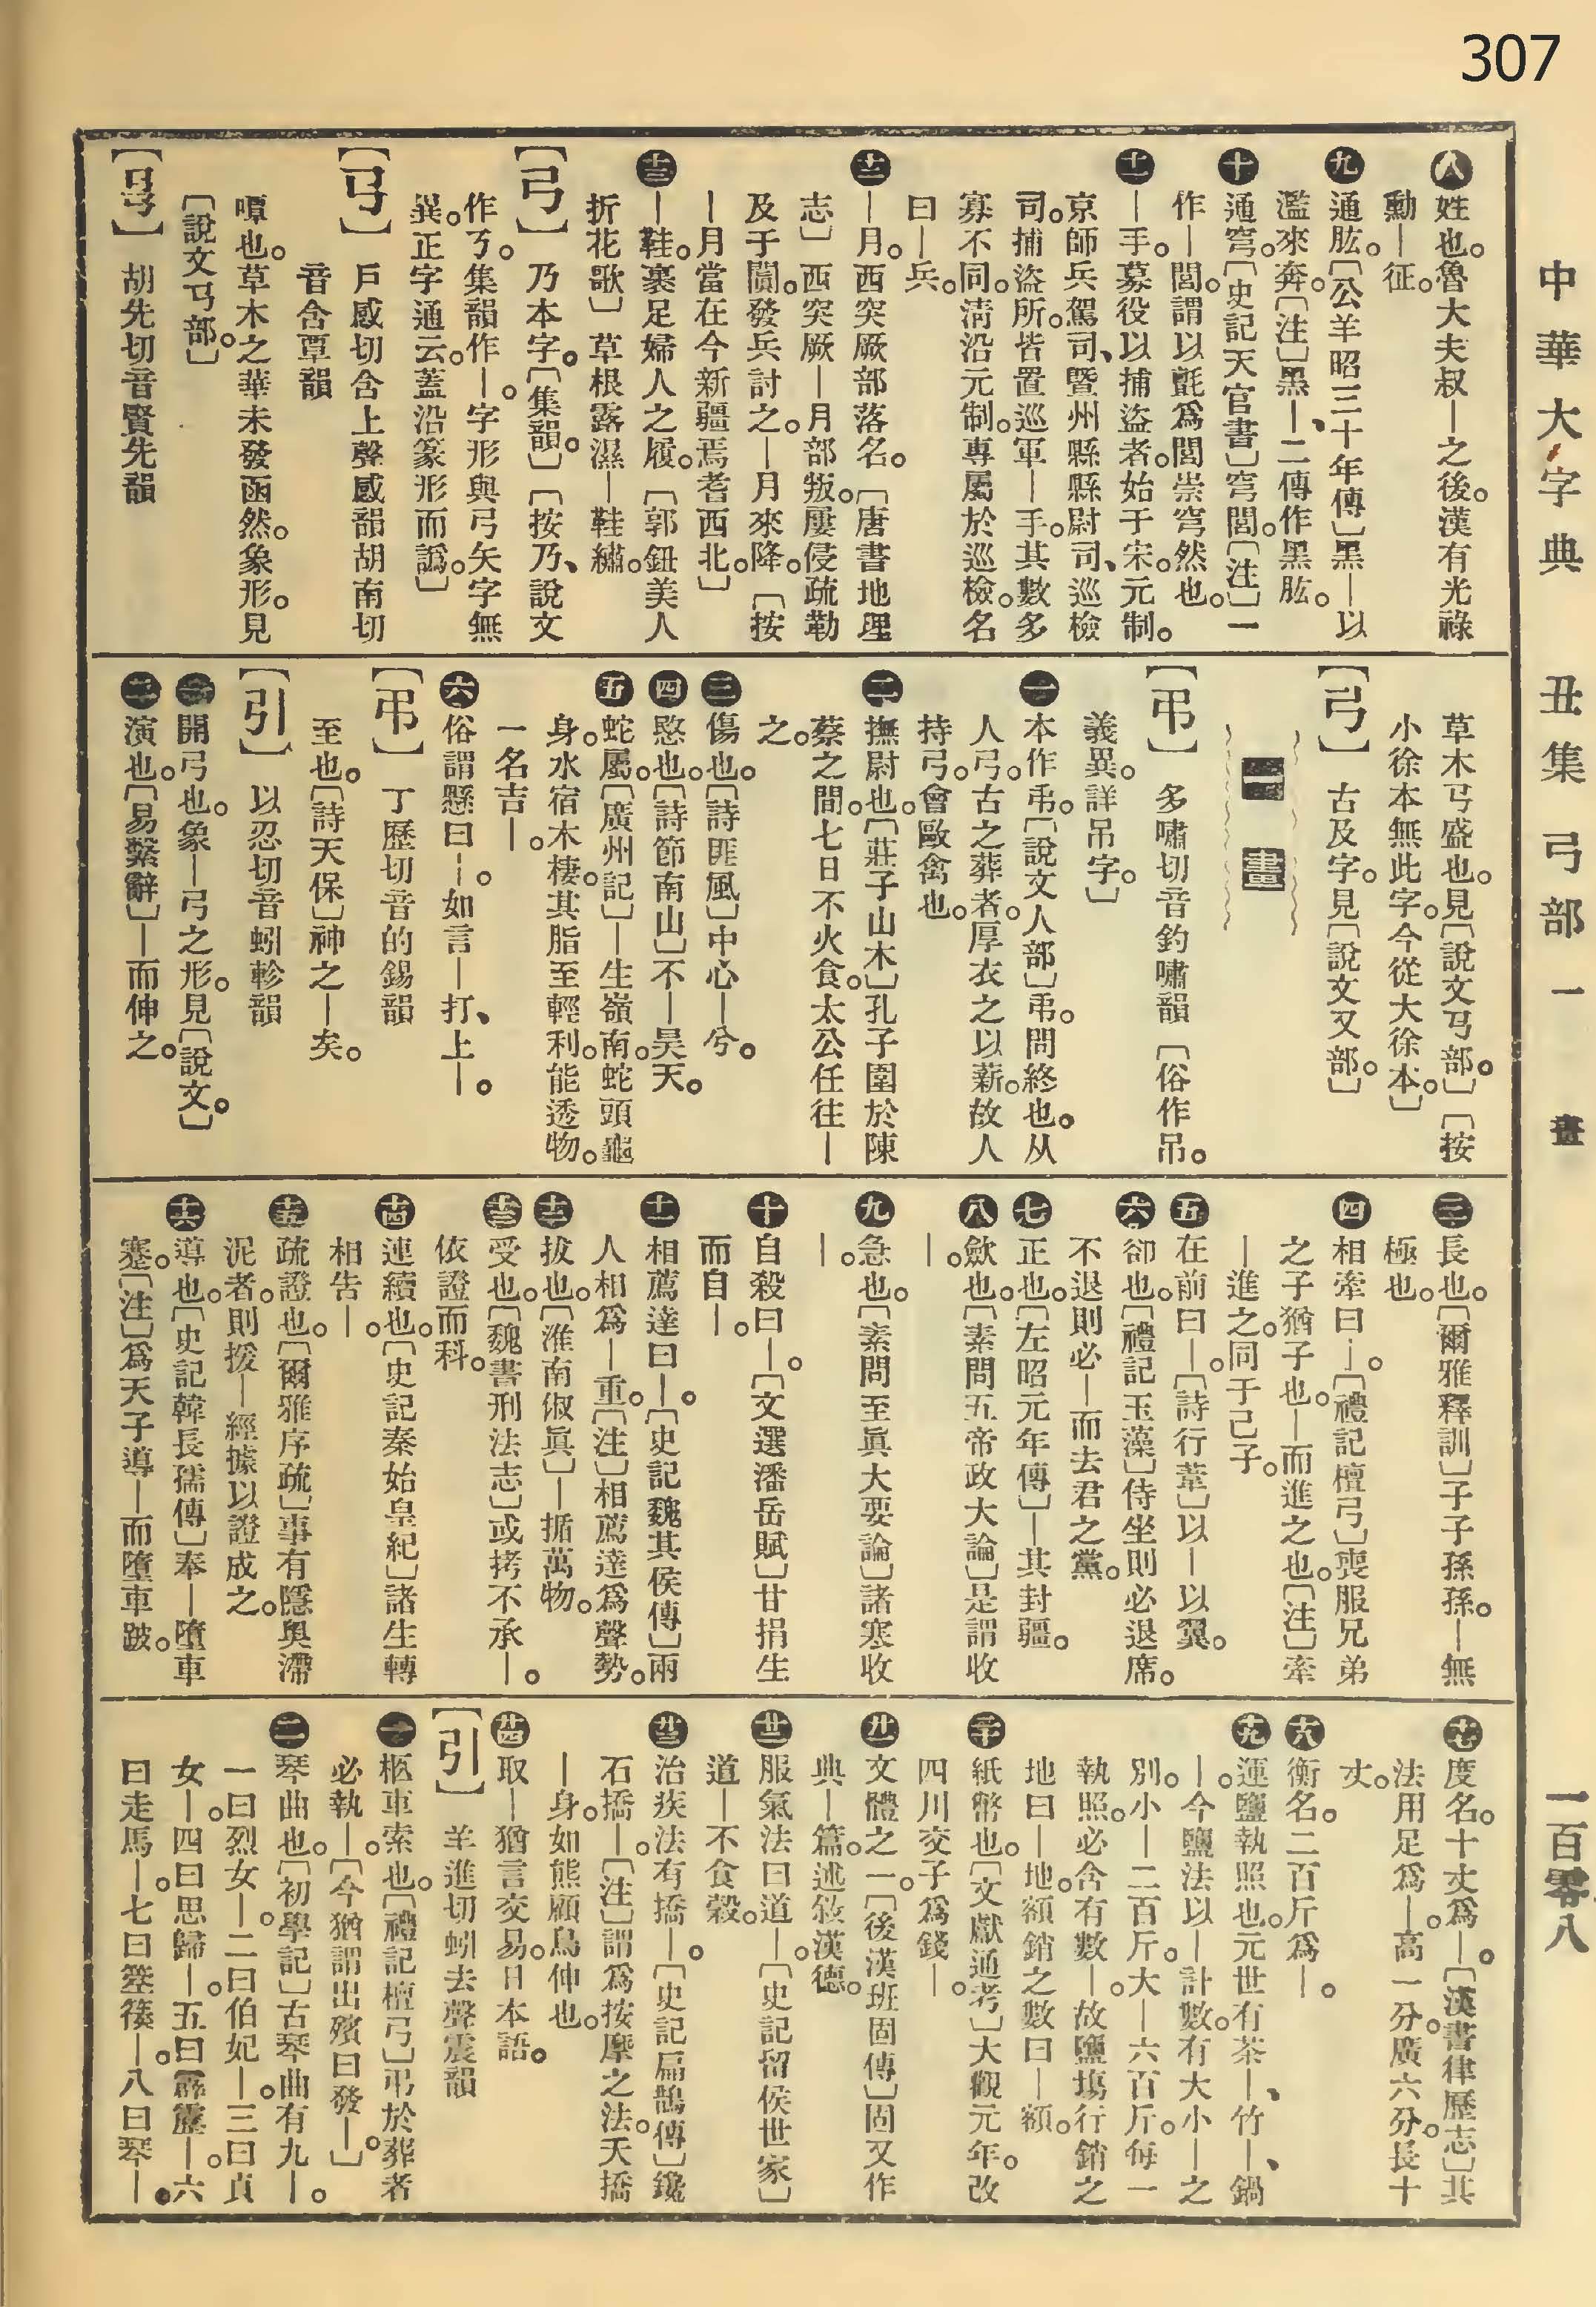 307
中華大字典 丑集 弓部 一畫 一百零八
㊇姓也。魯大夫叔—之後。漢有光祿
勳—征。
㊈通肱。〔公羊昭三十年傳〕黑—以
濫來奔。〔注〕黑—、二傳作黑肱。
㊉通穹。〔史記天官書〕穹閭。〔注〕一
作—閭。謂以氈爲閭崇穹然也。
(十一)—手。募役以捕盜者。始于宋。元制。
京師兵駕司、曁州縣縣尉司、巡檢
司。捕盜所。皆置巡軍—手。其數多
寡不同。清沿元制。專屬於巡檢。名
曰—兵。
(十二)—月。西突厥部落名。〔唐書地理
志〕西突厥—月部叛。屢侵疏勒
及于闐。發兵討之。—月來降。〔按
—月當在今新疆焉耆西北。〕
(十三)—鞋。裹足婦人之履。〔郭鈺美人
折花歌〕草根露濕—鞋繡。
【弓】 乃本字。〔集韻。〕〔按乃、說文
作㇋。集韻作—。字形與弓矢字無
異。正字通云。蓋沿篆形而譌。〕
【㢧】 戶感切含上聲感韻胡南切
音含覃韻
嘾也。草木之華未發函然。象形。見
〔說文㢧部。〕
胡先切音賢先韻
草木㢧盛也。見〔說文㢧部。〕〔按
小徐本無此字。今從大徐本。〕
【弓】 古及字。見〔說文又部。〕
一畫
【弔】 多嘯切音釣嘯韻〔俗作吊。
義異。詳吊字。〕
㊀本作弔。〔說文人部〕弔。問終也。从
人弓。古之葬者。厚衣之以薪。故人
持弓。會敺禽也。
㊁撫尉也。〔莊子山木〕孔子圍於陳
蔡之間。七日不火食。太公任往—
之。
㊂傷也。〔詩匪風〕中心—兮。
㊃愍也。〔詩節南山〕不—昊天。
㊄蛇屬。〔廣州記〕—生嶺南。蛇頭龜
身。水宿木棲。其脂至輕利。能透物。
一名吉—。
㊅俗謂懸曰—。如言—打、上—。
【弔】 丁歷切音的錫韻
至也。〔詩天保〕神之—矣。
【引】 以忍切音蚓軫韻
㊀開弓也。象—弓之形。見〔說文。〕
㊁演也。〔易繫辭〕—而伸之。
㊂長也。〔爾雅釋訓〕子子孫孫。—無
極也。
㊃相牽曰—。〔禮記檀弓〕喪服兄弟
之子猶子也。—而進之也。〔注〕牽
—進之。同于己子。
㊄在前曰—。〔詩行葦〕以—以翼。
㊅卻也。〔禮記玉藻〕侍坐則必退席。
不退則必—而去君之黨。
㊆正也。〔左昭元年傳〕—其封疆。
㊇歛也。〔素問五帝政大論〕是謂收
—。
㊈急也。〔素問至眞大要論〕諸寒收
—。
㊉自殺曰—。〔文選潘岳賦〕甘捐生
而自—。
(十一)相薦達曰—。〔史記魏其侯傳〕兩
人相爲—重。〔注〕相薦達爲聲勢。
(十二)拔也。〔淮南俶眞〕—揗萬物。
(十三)受也。〔魏書刑法志〕或拷不承—。
依證而科。
(十四)連續也。〔史記秦始皇紀〕諸生轉
相告—。
(十五)疏證也。〔爾雅序疏〕事有隱奧滯
泥者。則援—經據以證成之。
(十六)導也。〔史記韓長孺傳〕奉—墮車
蹇。〔注〕爲天子導—而墮車跛。
(十七)度名。十丈爲—。〔漢書律歷志〕其
法用足爲—。高一分。廣六分。長十
丈。
(十八)衡名。二百斤爲—。
(十九)運鹽執照也。元世有茶—、竹—、鍋
—。今鹽法以—計數。有大小—之
別。小—二百斤。大—六百斤。每一
執照。必含有數—。故鹽塲行銷之
地曰—地。額銷之數曰—額。
(二十)紙幣也。〔文獻通考〕大觀元年。改
四川交子爲錢—。
(廿一)文體之一。〔後漢班固傳〕固又作
典—篇。述敍漢德。
(廿二)服氣法曰道—。〔史記留侯世家〕
道—不食穀。
(廿三)治疾法有撟—。〔史記扁鵲傳〕鑱
石撟—。〔注〕謂爲按摩之法。夭撟
—身。如熊顧鳥伸也。
(廿四)取—猶言交易。日本語。
【引】 羊進切蚓去聲震韻
㊀柩車索也。〔禮記檀弓〕弔於葬者
必執—。〔今猶謂出殯曰發—。〕
㊁琴曲也。〔初學記〕古琴曲有九—。
一曰烈女—。二曰伯妃—。三曰貞
女—。四曰思歸—。五曰霹靂—。六
曰走馬—。七曰箜篌—。八曰琴—。